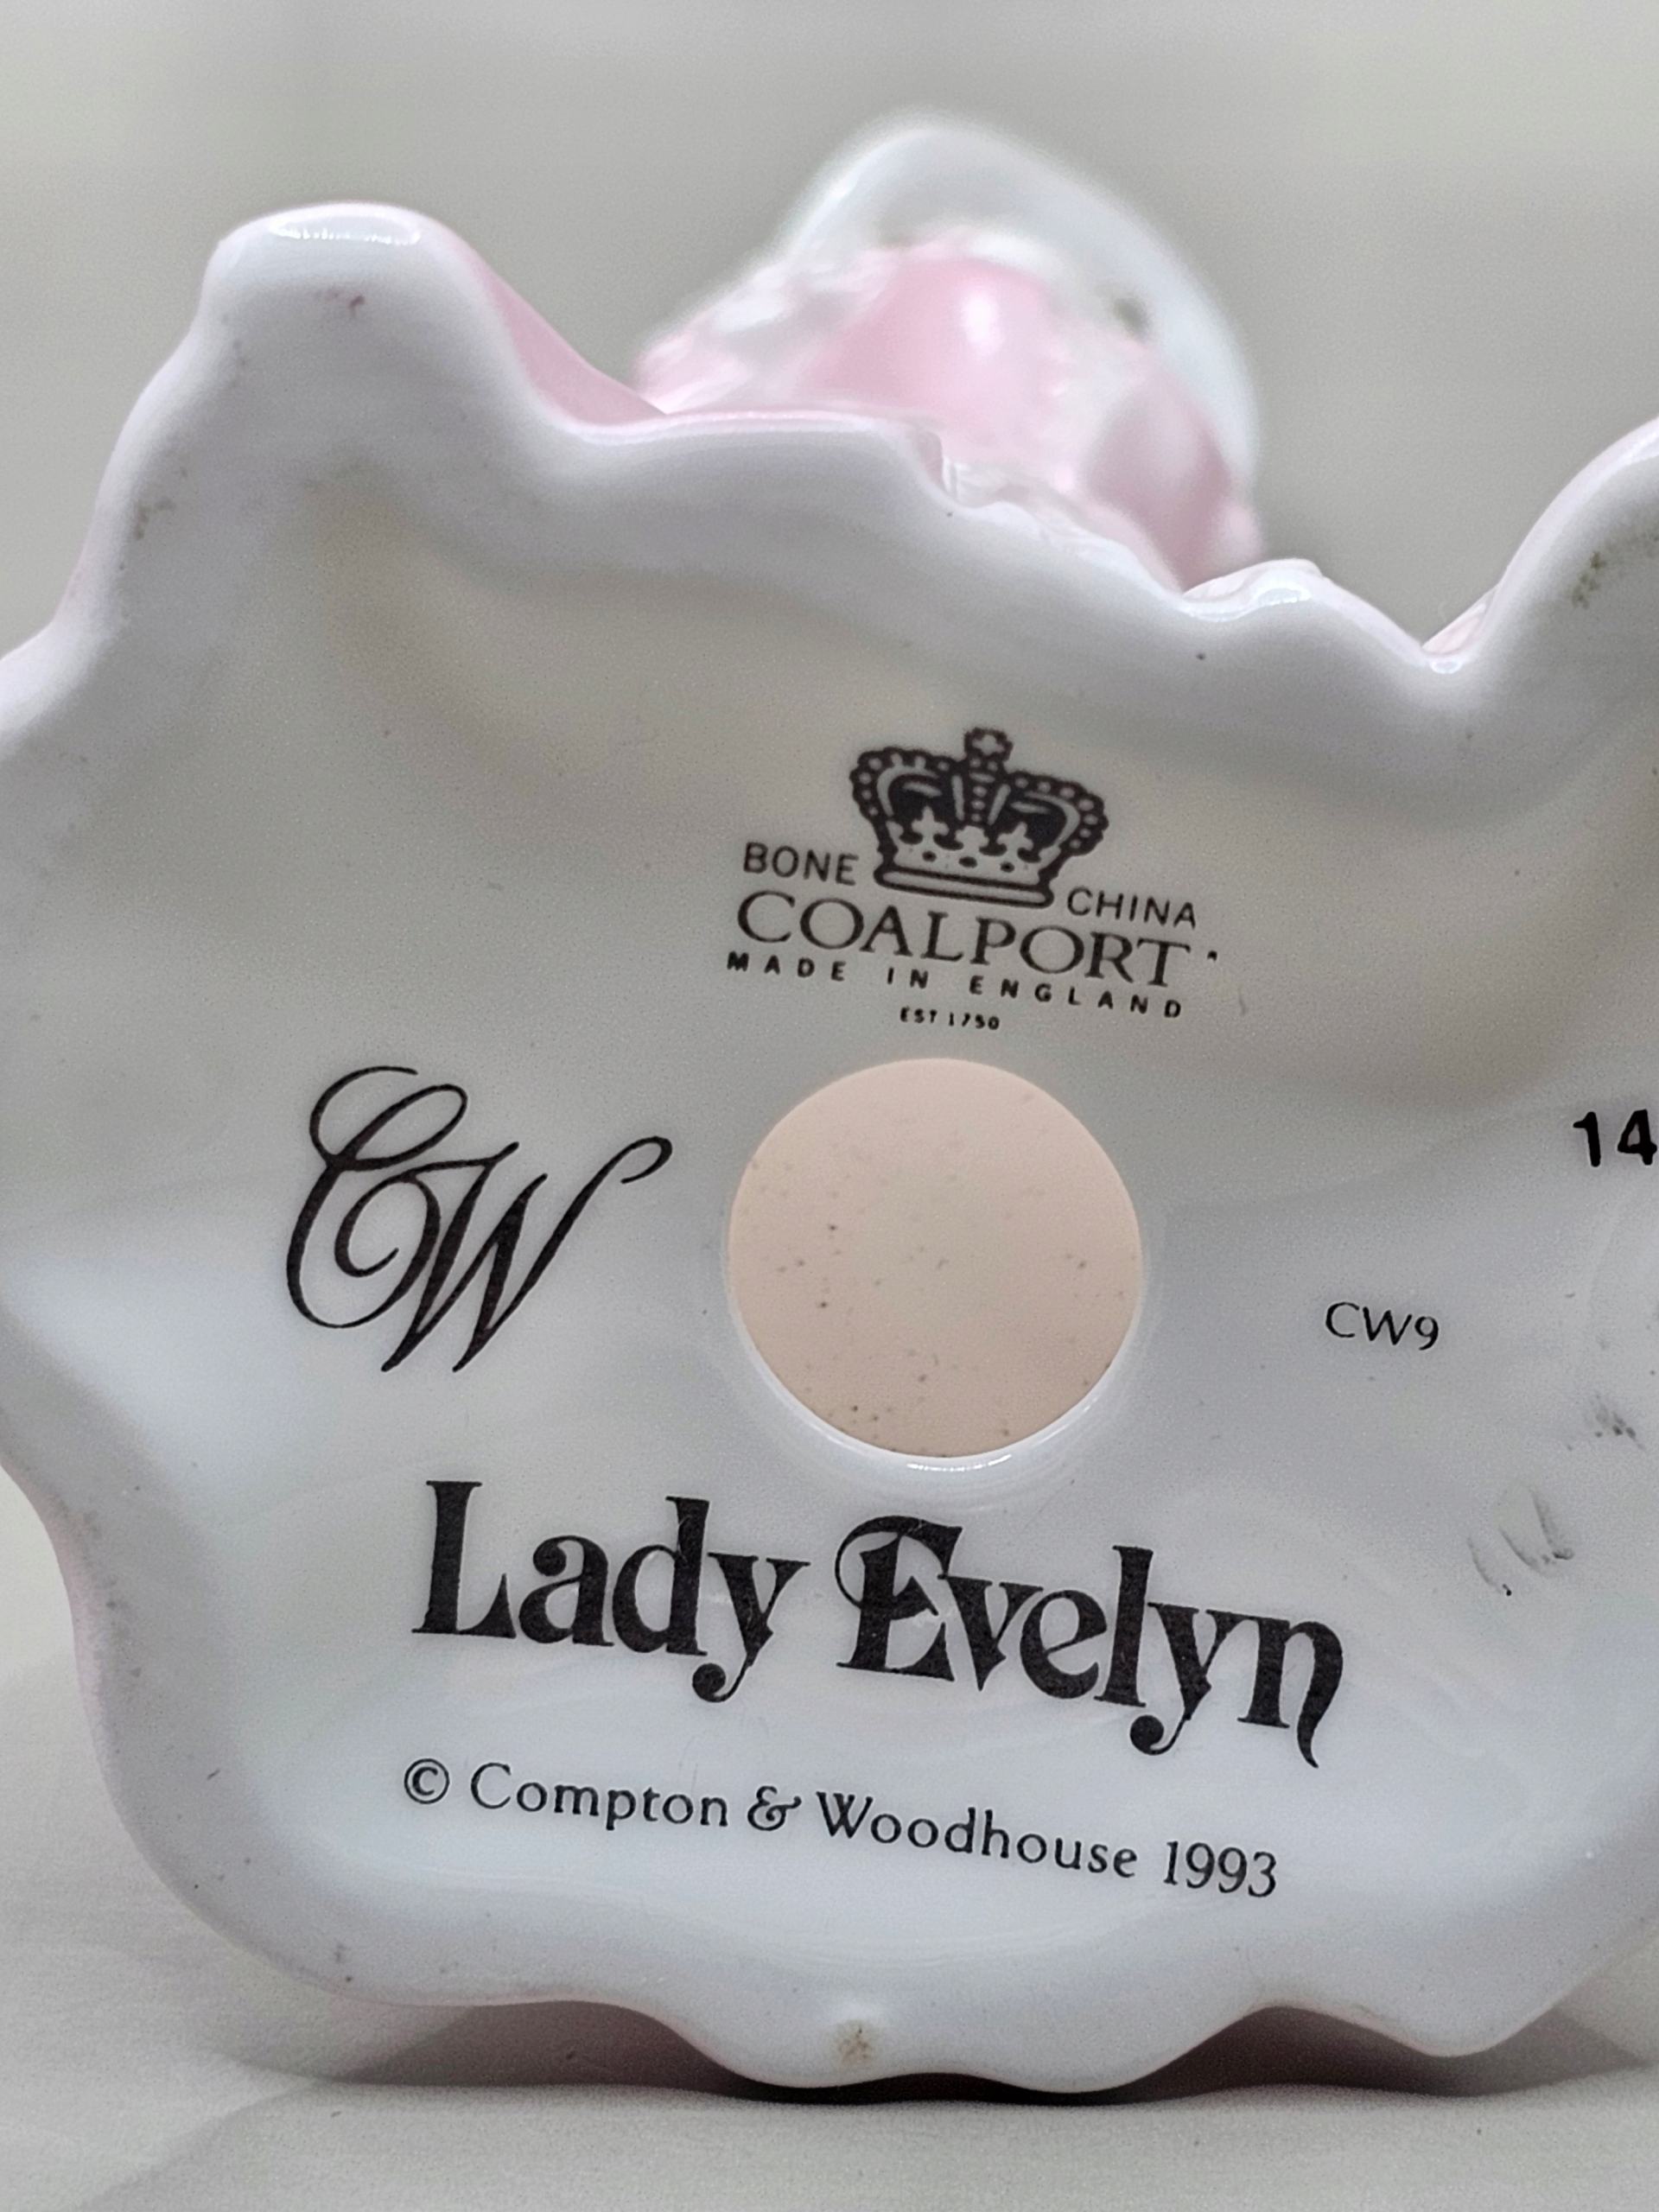 BONE CHINA
COALPORT
MADE IN ENGLAND
EST 1750
CW
14
CW9
Lady Evelyn
© Compton & Woodhouse 1993